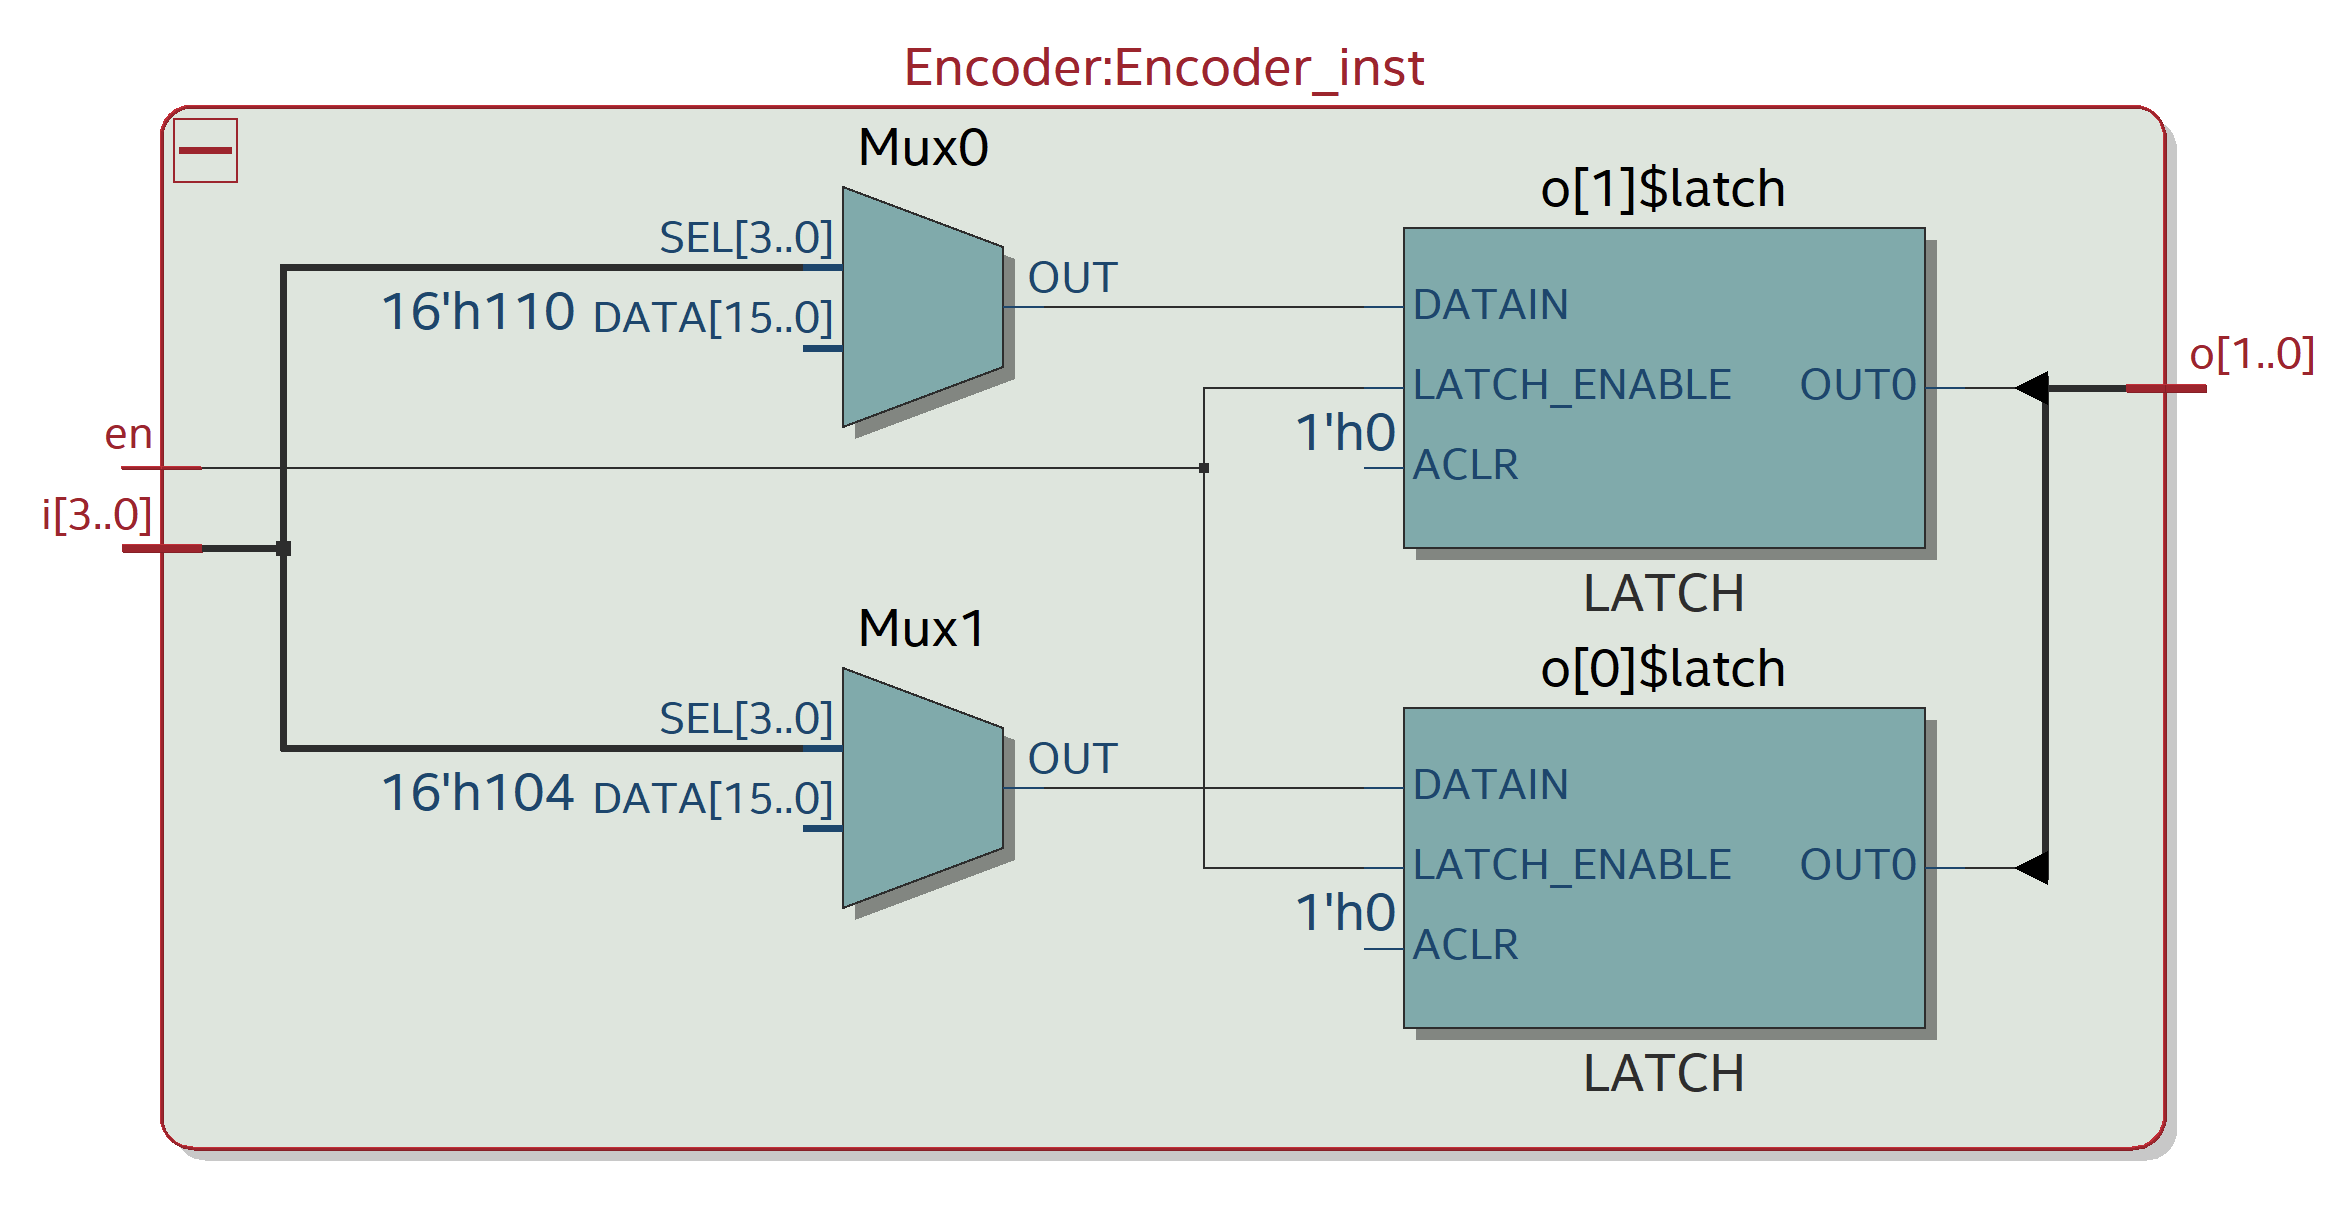 Encoder:Encoder_inst
Mux0
SEL[3..0]
16'h110 DATA[15..0]
OUT
o[1]$latch
DATAIN
LATCH_ENABLE
OUT0
1'h0
ACLR
LATCH
o[1..0]
en
i[3..0]
Mux1
SEL[3..0]
16'h104 DATA[15..0]
OUT
o[0]$latch
DATAIN
LATCH_ENABLE
OUT0
1'h0
ACLR
LATCH